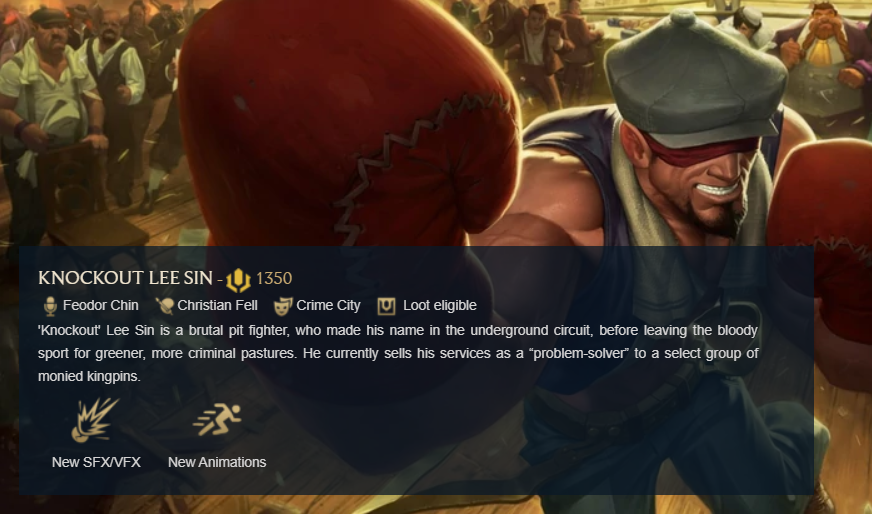 KNOCKOUT LEE SIN - 1350
Feodor Chin Christian Fell Crime City Loot eligible
'Knockout' Lee Sin is a brutal pit fighter, who made his name in the underground circuit, before leaving the bloody
sport for greener, more criminal pastures. He currently sells his services as a “problem-solver” to a select group of
monied kingpins.
New SFX/VFX New Animations